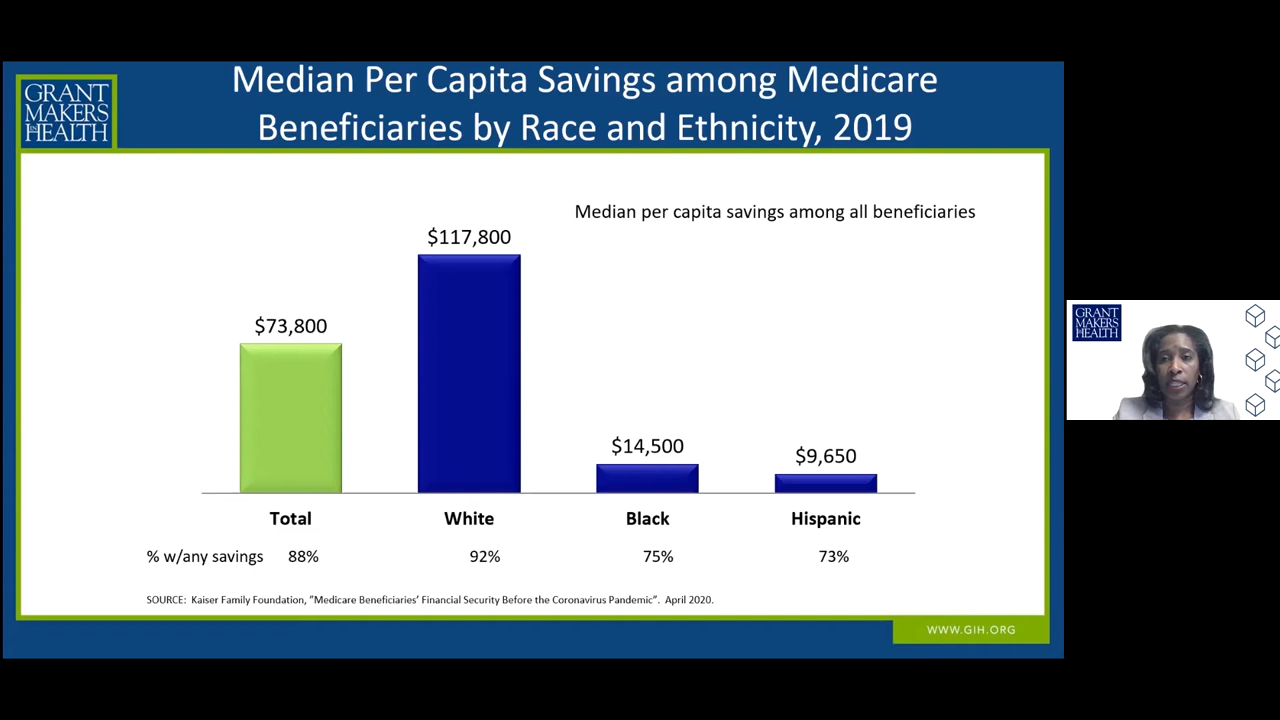 GRANT
MAKERS
IN HEALTH
Median Per Capita Savings among Medicare
Beneficiaries by Race and Ethnicity, 2019
Median per capita savings among all beneficiaries
$117,800
$73,800
$14,500
$9,650
Total White Black Hispanic
% w/any savings 88% 92% 75% 73%
SOURCE: Kaiser Family Foundation, "Medicare Beneficiaries' Financial Security Before the Coronavirus Pandemic". April 2020.
WWW.GIH.ORG
GRANT
MAKERS
IN HEALTH